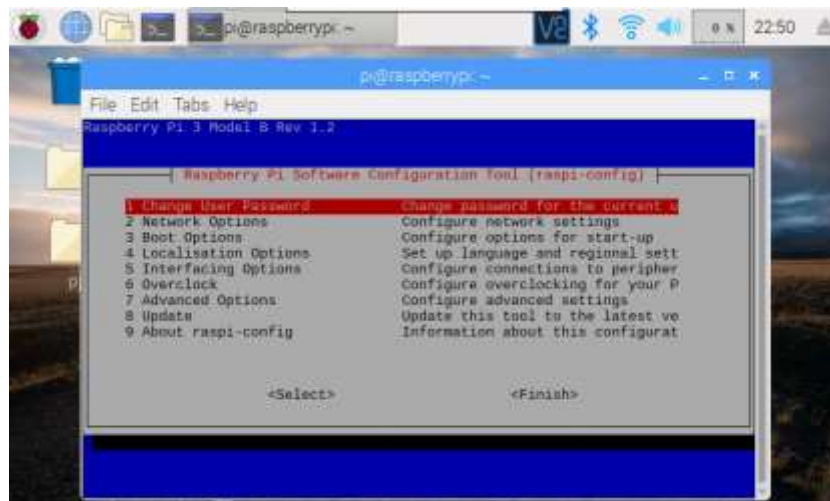 pi@raspberrypi: ~
22:50
0 %
pi@raspberrypi: ~
File Edit Tabs Help
Raspberry Pi 3 Model B Rev 1.2
Raspberry Pi Software Configuration Tool (raspi-config)
1 Change User Password Change password for the current u
2 Network Options Configure network settings
3 Boot Options Configure options for start-up
4 Localisation Options Set up language and regional sett
5 Interfacing Options Configure connections to peripher
6 Overclock Configure overclocking for your P
7 Advanced Options Configure advanced settings
8 Update Update this tool to the latest ve
9 About raspi-config Information about this configurat
<Select> <Finish>